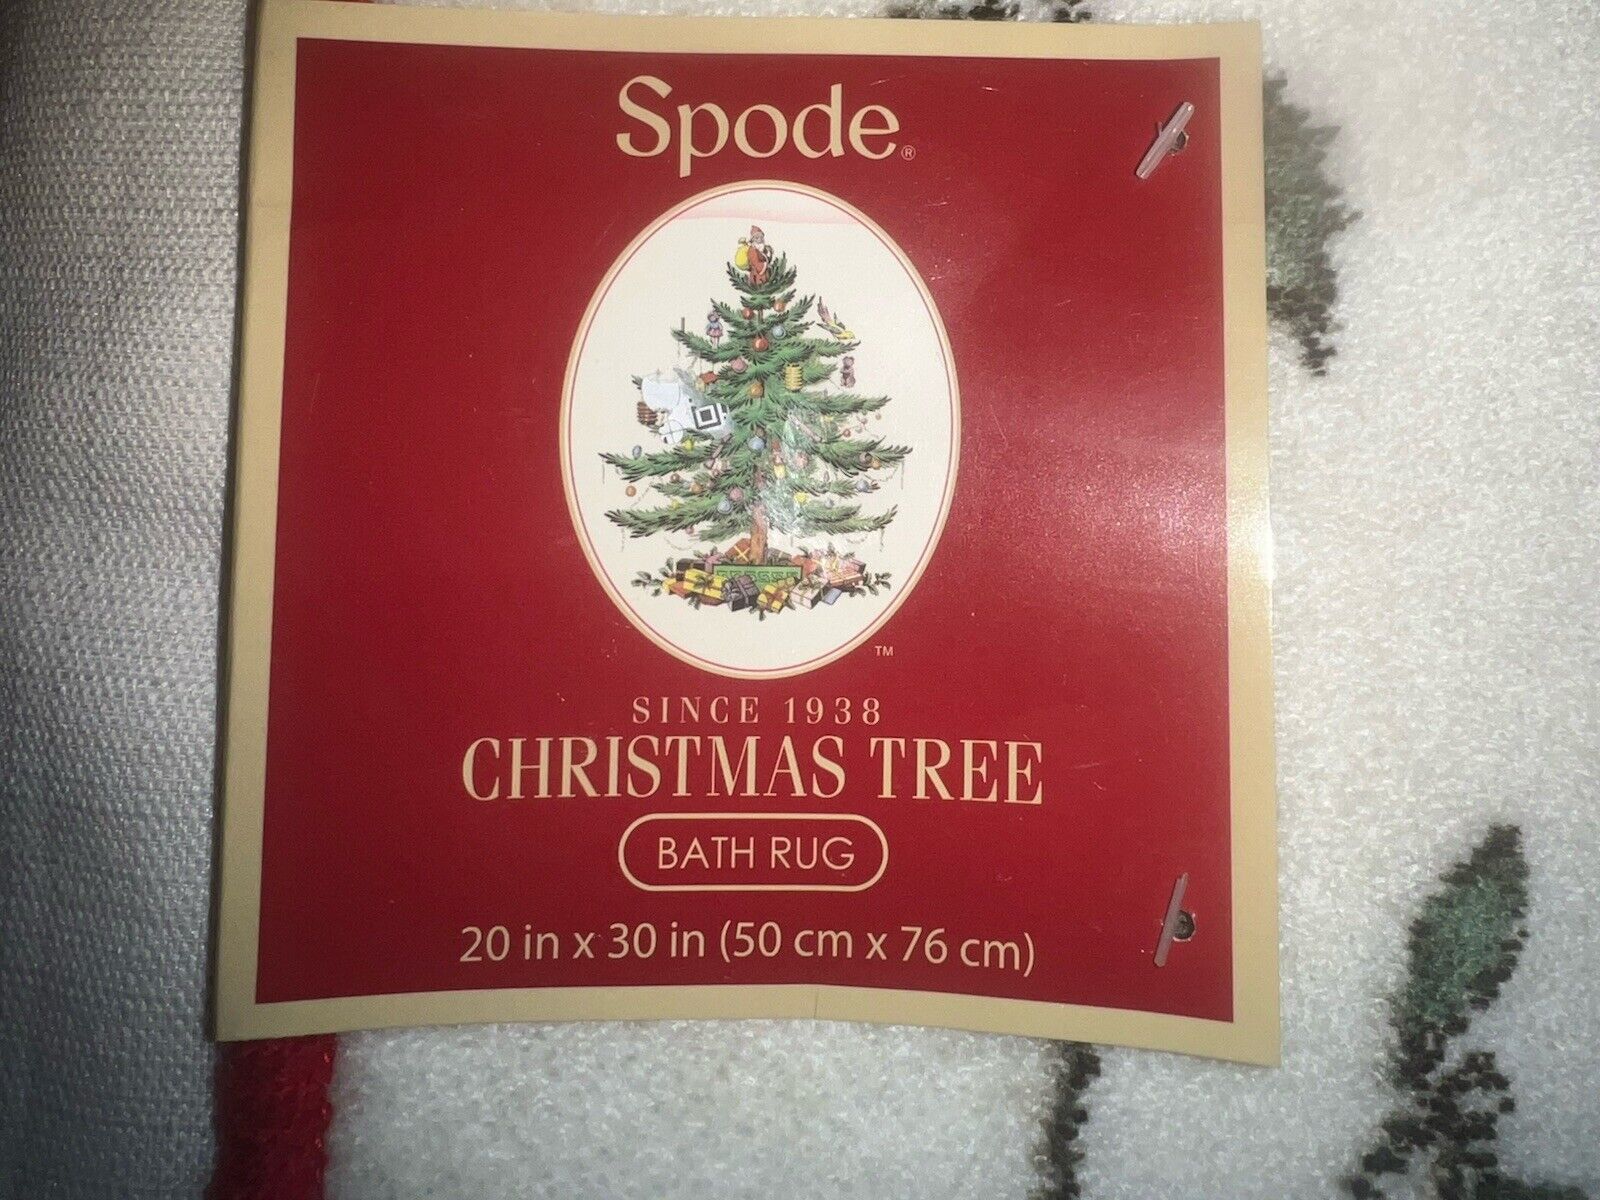 Spode®
TM
SINCE 1938
CHRISTMAS TREE
BATH RUG
20 in x 30 in (50 cm x 76 cm)